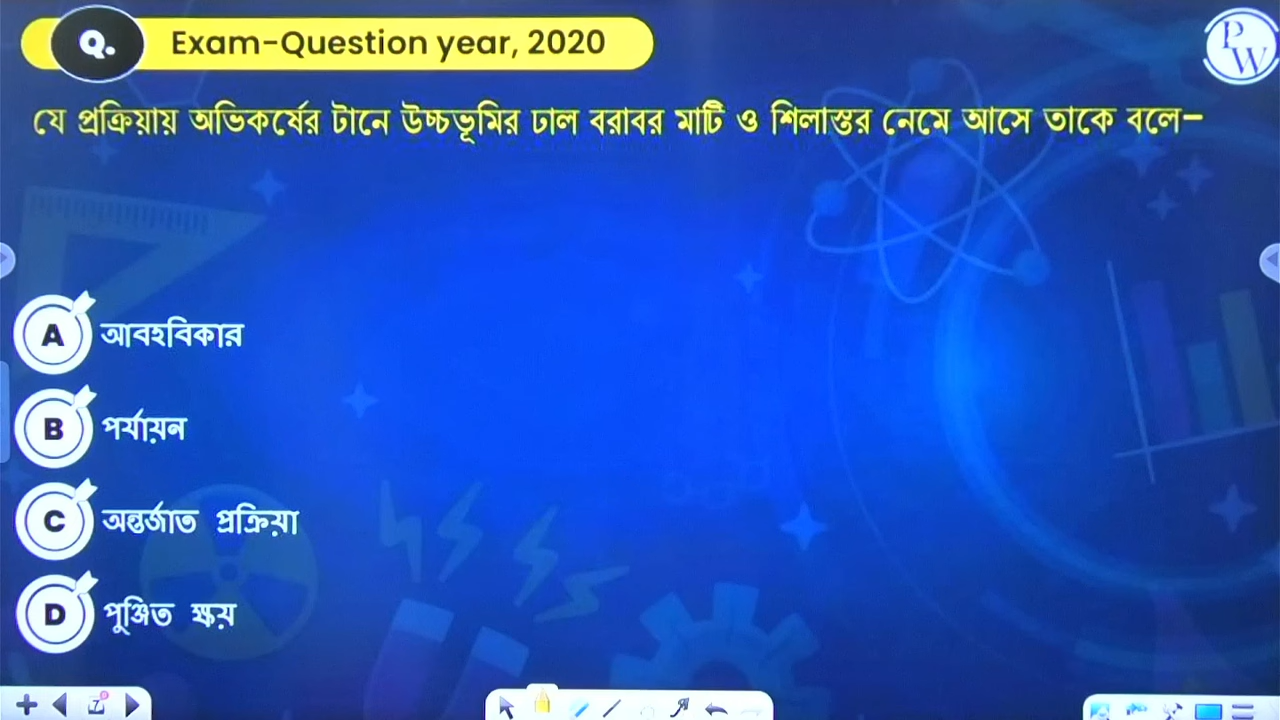 Q. Exam-Question year, 2020
PW
যে প্রক্রিয়ায় অভিকর্ষের টানে উচ্চভূমির ঢাল বরাবর মাটি ও শিলাস্তর নেমে আসে তাকে বলে–
A আবহবিকার
B পর্যায়ন
C অন্তর্জাত প্রক্রিয়া
D পুঞ্জিত ক্ষয়
7